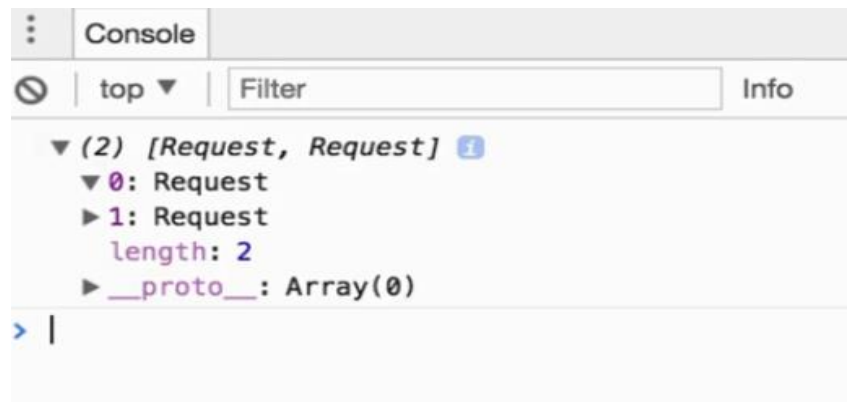 Console
top ▼ Filter Info
▼ (2) [Request, Request] i
▼ 0: Request
▶ 1: Request
length: 2
▶ __proto__: Array(0)
>